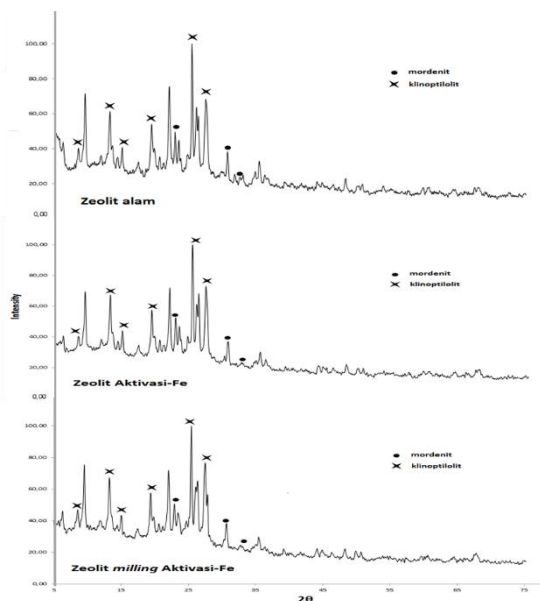 100,00
mordenit
80,00
klinoptilolit
60,00
40,00
20,00
Zeolit alam
0,00
100,00
mordenit
80,00
klinoptilolit
Intensity
60,00
40,00
20,00
Zeolit Aktivasi-Fe
0,00
100,00
mordenit
80,00
klinoptilolit
60,00
40,00
20,00
Zeolit milling Aktivasi-Fe
0,00
5 15 25 35 45 55 65 75
2θ